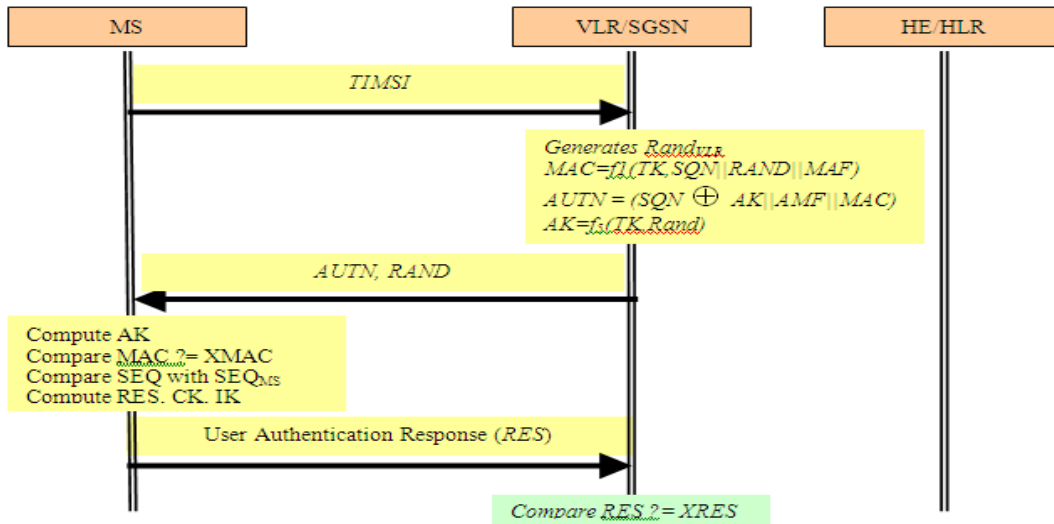 MS
VLR/SGSN
HE/HLR
TIMSI
Generates RandVLR
MAC=f1(TK,SQN||RAND||MAF)
AUTN = (SQN ⊕ AK||AMF||MAC)
AK=f5(TK,Rand)
AUTN, RAND
Compute AK
Compare MAC ?= XMAC
Compare SEQ with SEQMS
Compute RES, CK, IK
User Authentication Response (RES)
Compare RES ?= XRES